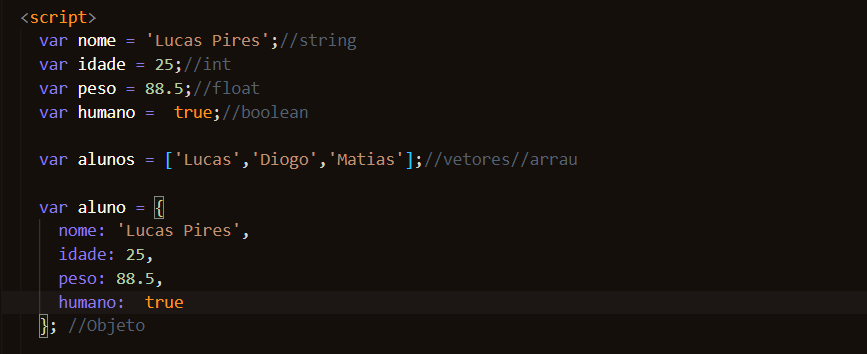 <script>
var nome = 'Lucas Pires';//string
var idade = 25;//int
var peso = 88.5;//float
var humano =  true;//boolean
var alunos = ['Lucas','Diogo','Matias'];//vetores//arrau
var aluno = {
nome: 'Lucas Pires',
idade: 25,
peso: 88.5,
humano:  true
}; //Objeto